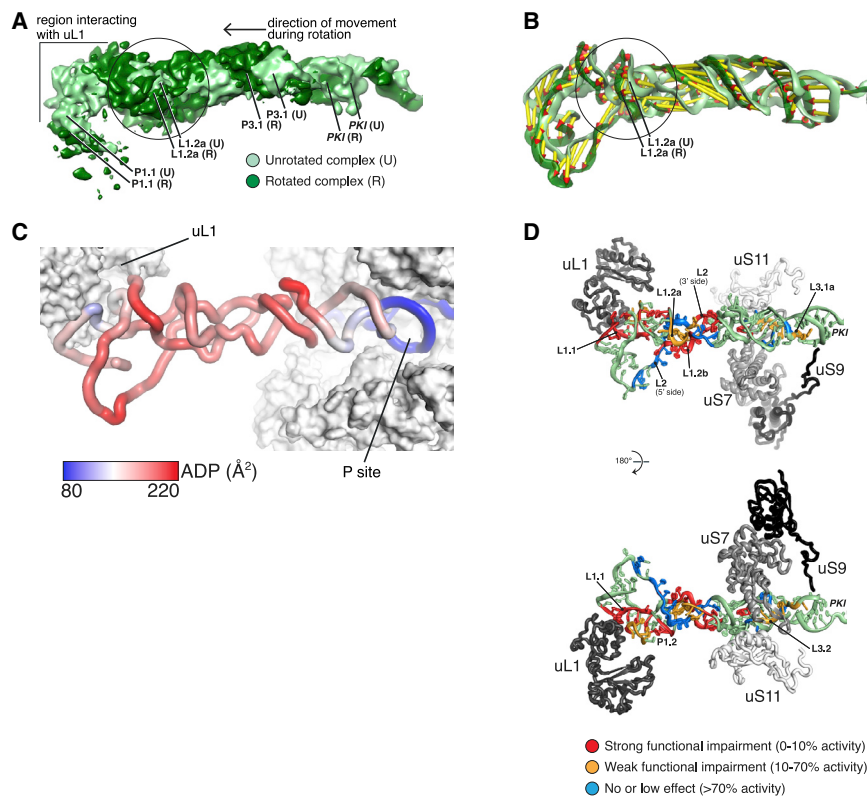 A
region interacting
with uL1
direction of movement
during rotation
P3.1 (U)
P3.1 (R)
PKI (U)
PKI (R)
L1.2a (U)
L1.2a (R)
P1.1 (U)
P1.1 (R)
Unrotated complex (U)
Rotated complex (R)
B
L1.2a (U)
L1.2a (R)
C
uL1
P site
ADP (Å²)
80
220
D
uL1
uS11
L2
(3' side)
L1.2a
L3.1a
L1.1
PKI
L1.2b
L2
(5' side)
uS9
uS7
180°
uS7
uS9
L1.1
PKI
P1.2
L3.2
uL1
uS11
Strong functional impairment (0-10% activity)
Weak functional impairment (10-70% activity)
No or low effect (>70% activity)